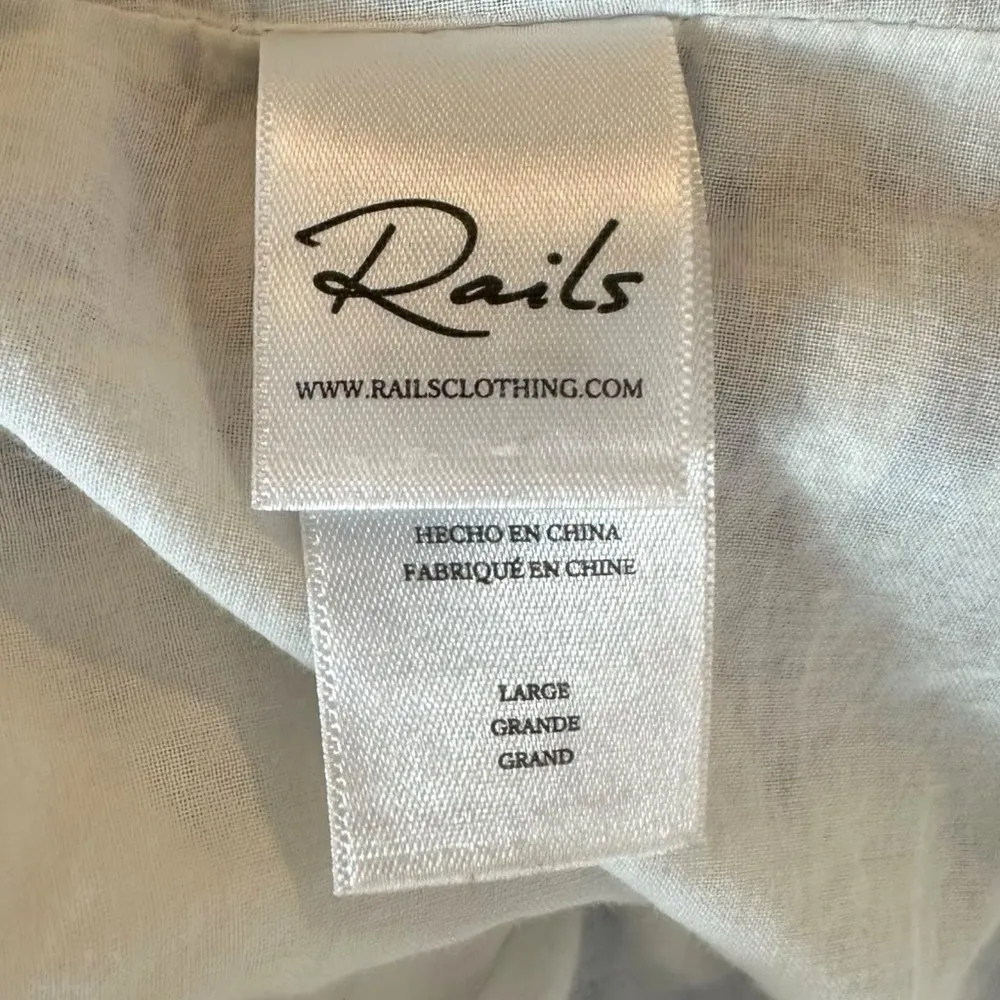 Rails
WWW.RAILSCLOTHING.COM
HECHO EN CHINA
FABRIQUÉ EN CHINE
LARGE
GRANDE
GRAND